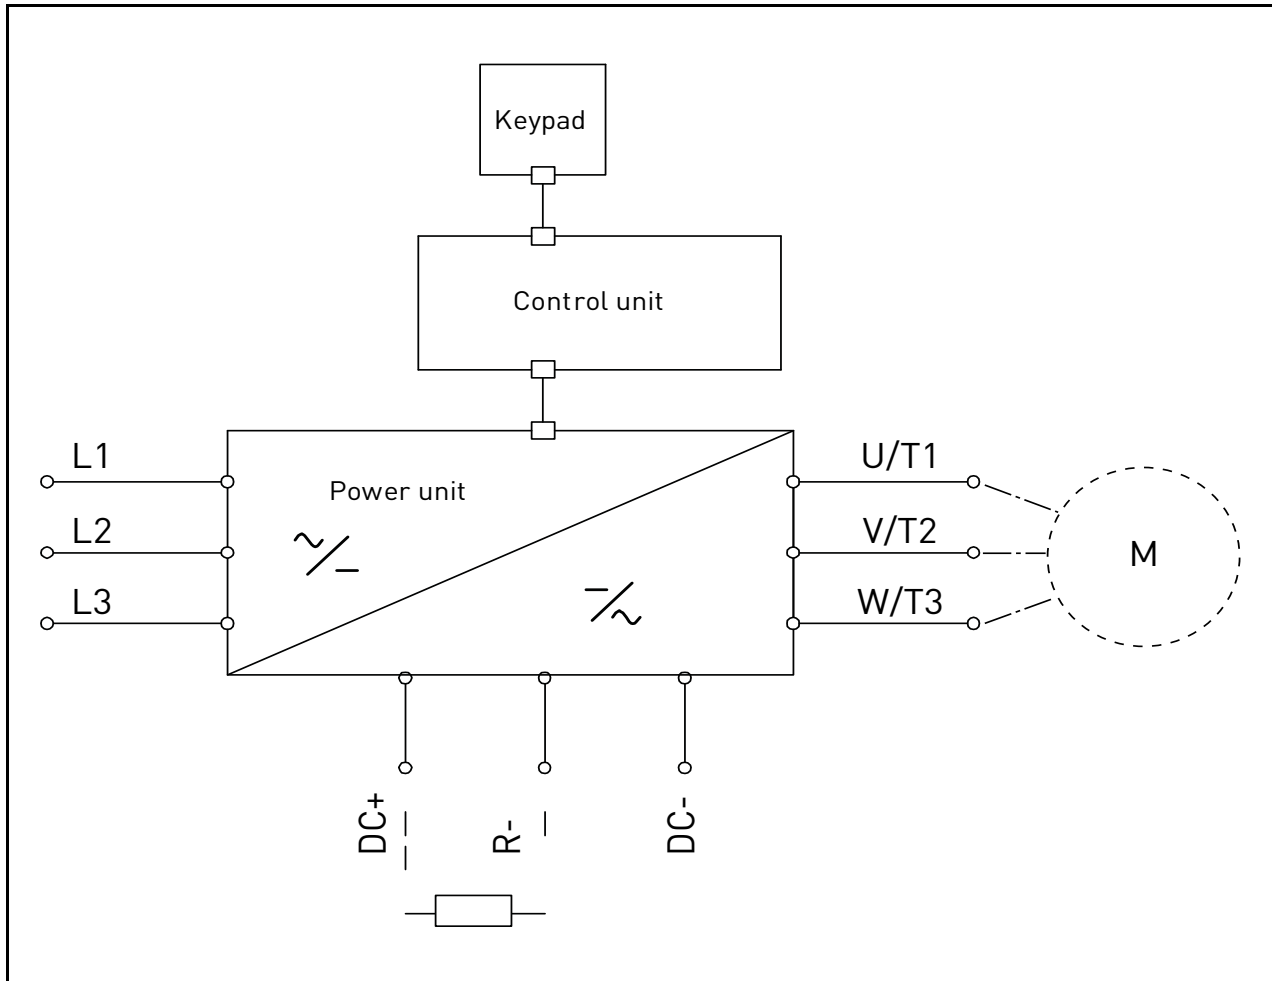 Keypad
Control unit
L1
U/T1
Power unit
L2
V/T2
M
L3
W/T3
DC+
R-
DC-